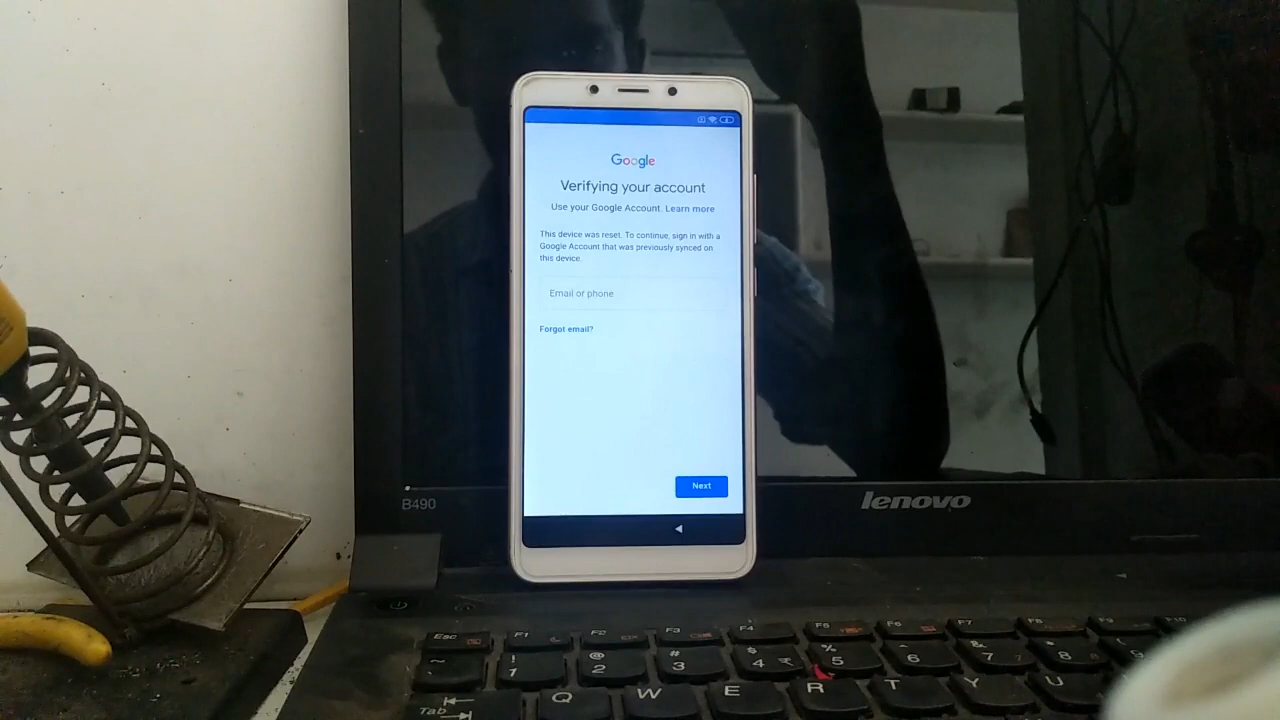 Google
Verifying your account
Use your Google Account. Learn more
This device was reset. To continue, sign in with a
Google Account that was previously synced on
this device.
Email or phone
Forgot email?
Next
B490
lenovo
Esc F1 F2 F3 F4 F5 F6 F7 F8 F9 F10
~ ! @ # $ % & *
1 2 3 4 ₹ 5 6 7 8
Tab Q W E R T Y U